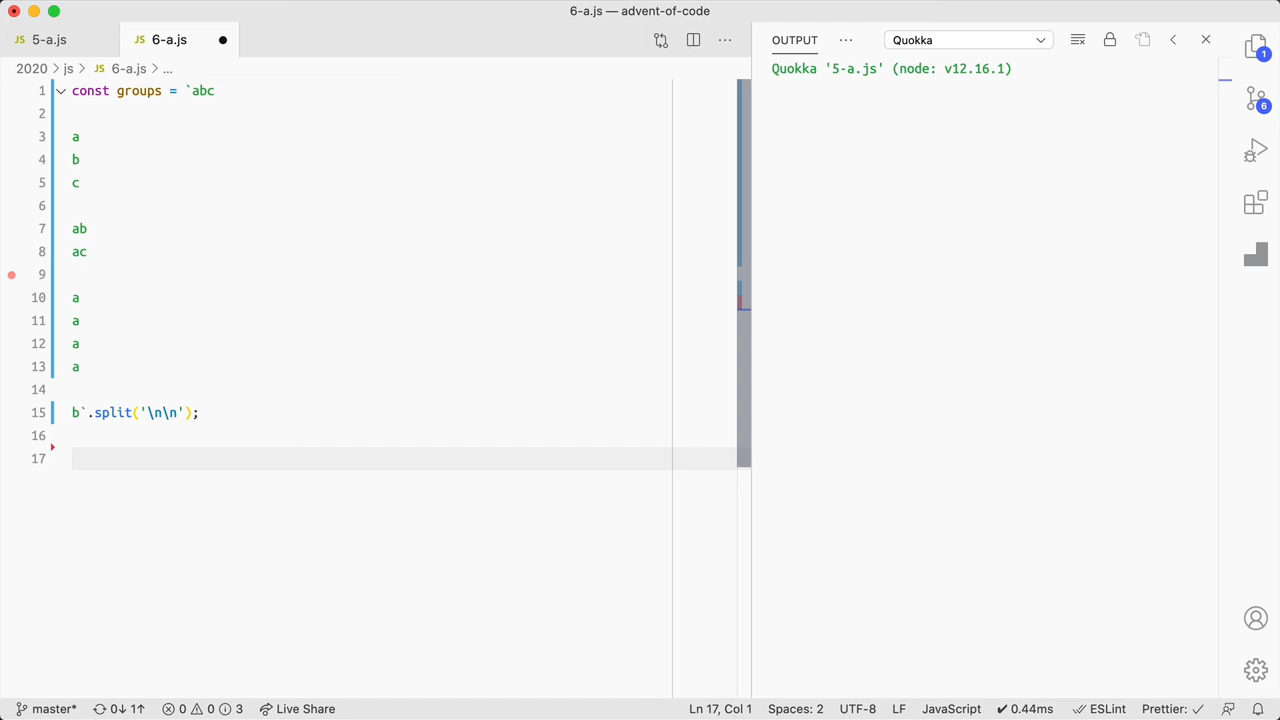 6-a.js — advent-of-code
JS 5-a.js
JS 6-a.js
OUTPUT
Quokka
2020 › js › JS 6-a.js › ...
Quokka '5-a.js' (node: v12.16.1)
1 const groups = `abc
2
3 a
4 b
5 c
6
7 ab
8 ac
9
10 a
11 a
12 a
13 a
14
15 b`.split('\n\n');
16
17
1
6
master* 0↓ 1↑ 0 0 3 Live Share Ln 17, Col 1 Spaces: 2 UTF-8 LF JavaScript ✔ 0.44ms ESLint Prettier: ✓